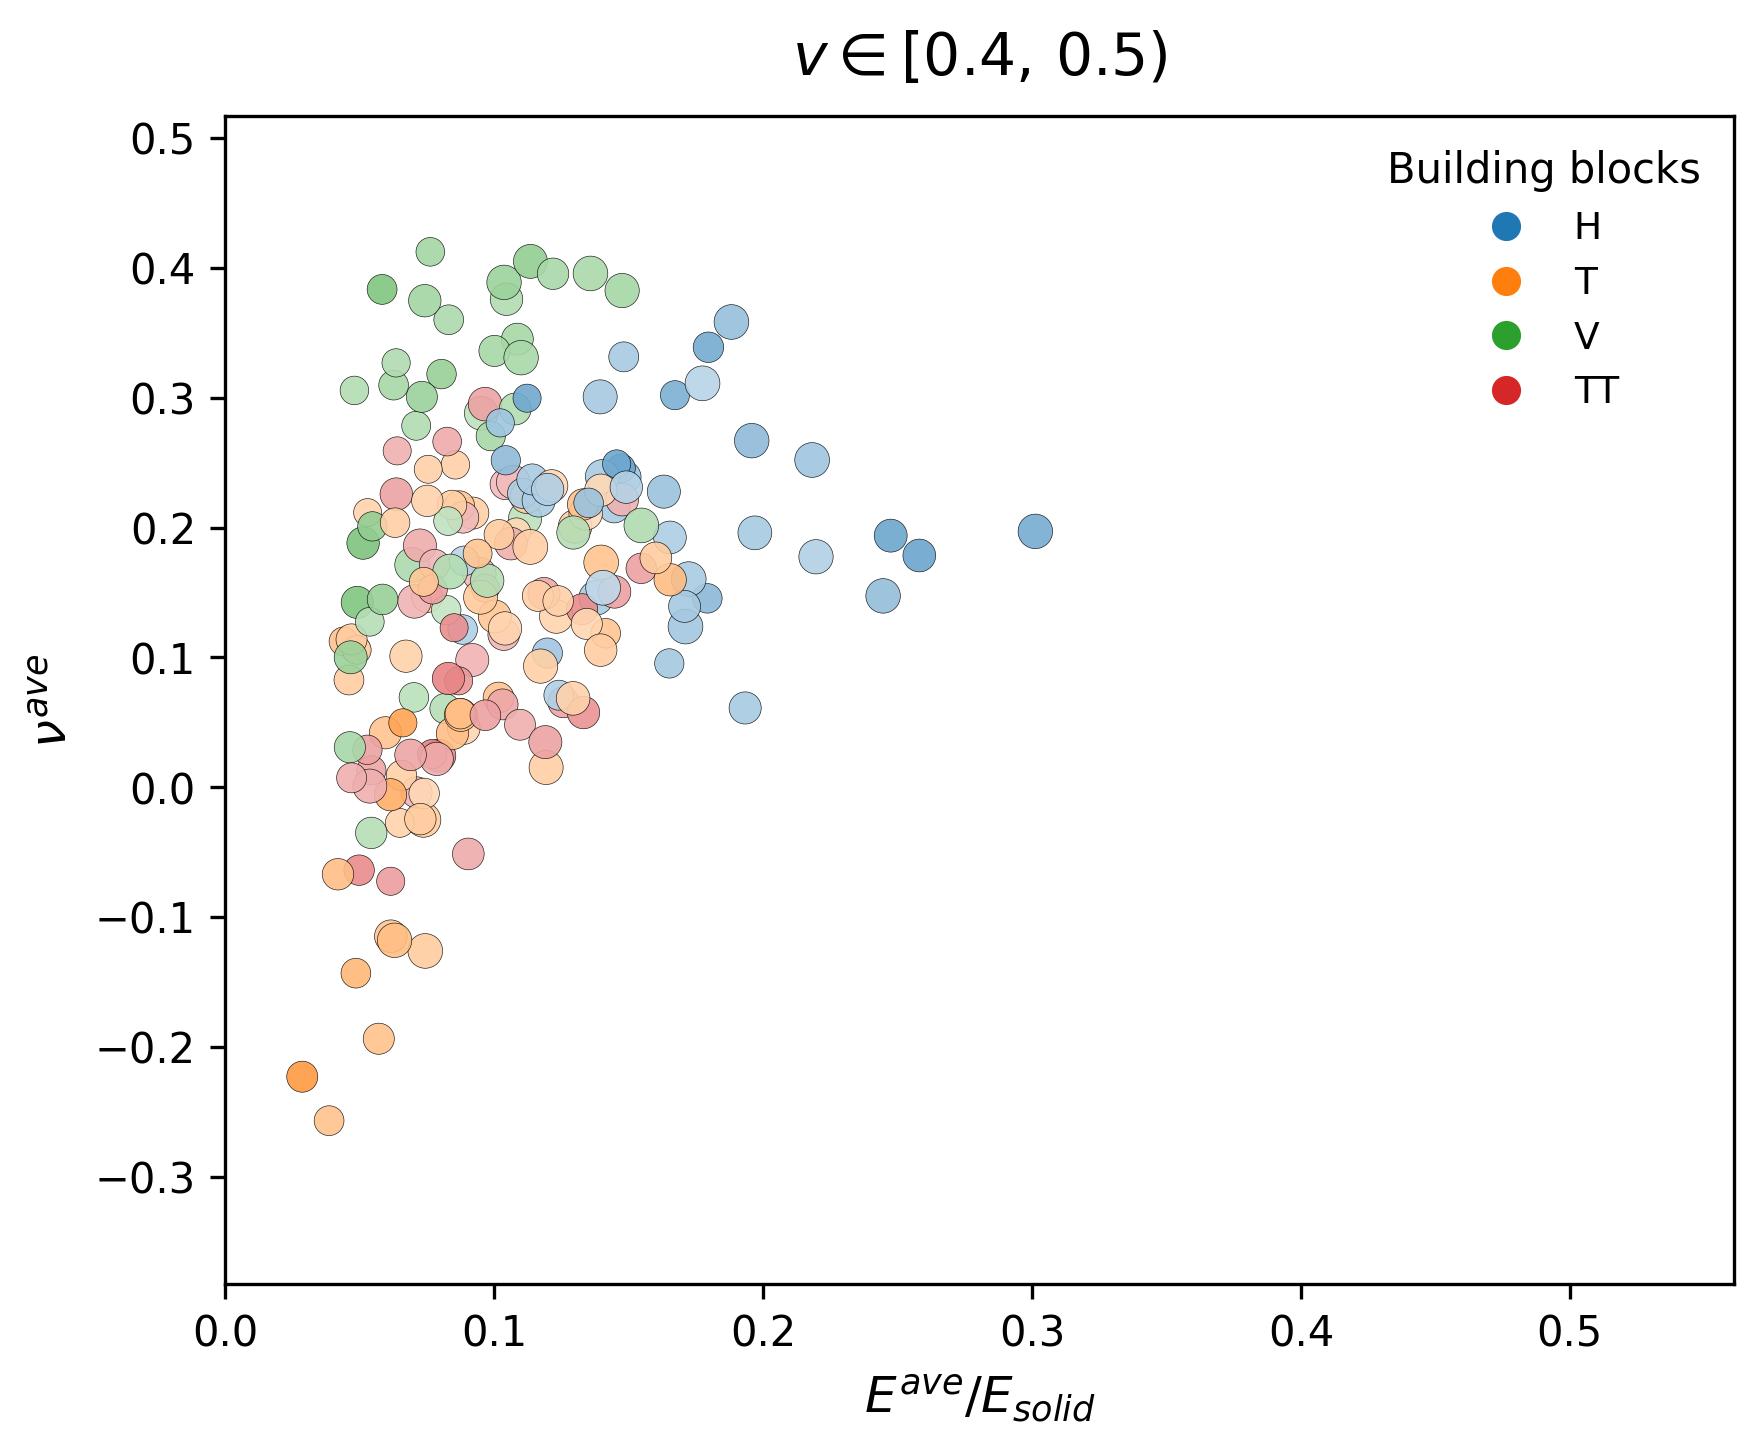 v ∈ [0.4, 0.5)
0.5
0.4
0.3
0.2
0.1
0.0
−0.1
−0.2
−0.3
ν^ave
Building blocks
H
T
V
TT
0.0 0.1 0.2 0.3 0.4 0.5
E^ave/E_solid